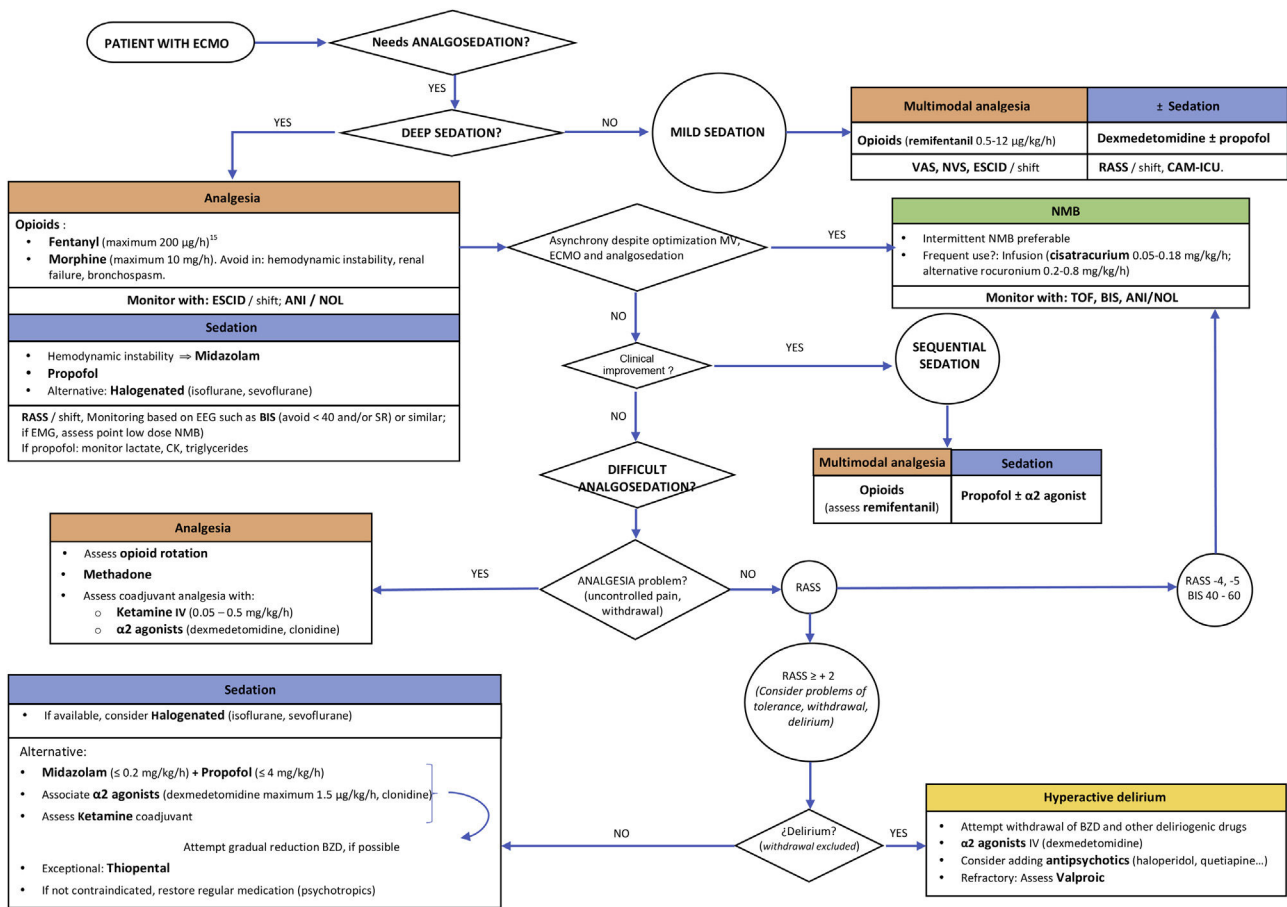 PATIENT WITH ECMO
Needs ANALGOSEDATION?
YES
DEEP SEDATION?
YES
NO
MILD SEDATION
Multimodal analgesia
± Sedation
Opioids (remifentanil 0.5-12 µg/kg/h)
Dexmedetomidine ± propofol
VAS, NVS, ESCID / shift
RASS / shift, CAM-ICU.
Analgesia
Opioids :
• Fentanyl (maximum 200 µg/h)15
• Morphine (maximum 10 mg/h). Avoid in: hemodynamic instability, renal
failure, bronchospasm.
Monitor with: ESCID / shift; ANI / NOL
Sedation
• Hemodynamic instability ⇒ Midazolam
• Propofol
• Alternative: Halogenated (isoflurane, sevoflurane)
RASS / shift, Monitoring based on EEG such as BIS (avoid < 40 and/or SR) or similar;
if EMG, assess point low dose NMB)
If propofol: monitor lactate, CK, triglycerides
Asynchrony despite optimization MV,
ECMO and analgosedation
YES
NMB
• Intermittent NMB preferable
• Frequent use?: Infusion (cisatracurium 0.05-0.18 mg/kg/h;
alternative rocuronium 0.2-0.8 mg/kg/h)
Monitor with: TOF, BIS, ANI/NOL
NO
Clinical
improvement ?
YES
SEQUENTIAL
SEDATION
NO
Multimodal analgesia
Sedation
Opioids
(assess remifentanil)
Propofol ± α2 agonist
DIFFICULT
ANALGOSEDATION?
ANALGESIA problem?
(uncontrolled pain,
withdrawal)
YES
NO
Analgesia
• Assess opioid rotation
• Methadone
• Assess coadjuvant analgesia with:
o Ketamine IV (0.05 – 0.5 mg/kg/h)
o α2 agonists (dexmedetomidine, clonidine)
RASS
RASS -4, -5
BIS 40 - 60
RASS ≥ + 2
(Consider problems of
tolerance, withdrawal,
delirium)
¿Delirium?
(withdrawal excluded)
NO
YES
Sedation
• If available, consider Halogenated (isoflurane, sevoflurane)
Alternative:
• Midazolam (≤ 0.2 mg/kg/h) + Propofol (≤ 4 mg/kg/h)
• Associate α2 agonists (dexmedetomidine maximum 1.5 µg/kg/h, clonidine)
• Assess Ketamine coadjuvant
Attempt gradual reduction BZD, if possible
• Exceptional: Thiopental
• If not contraindicated, restore regular medication (psychotropics)
Hyperactive delirium
• Attempt withdrawal of BZD and other deliriogenic drugs
• α2 agonists IV (dexmedetomidine)
• Consider adding antipsychotics (haloperidol, quetiapine…)
• Refractory: Assess Valproic